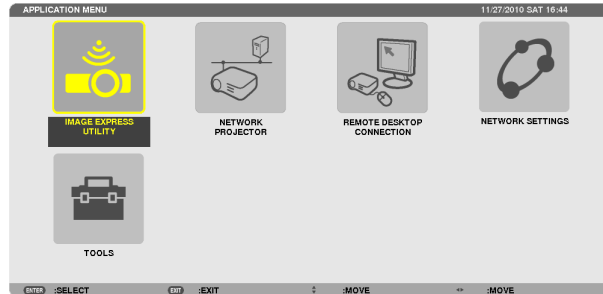 APPLICATION MENU 11/27/2010 SAT 16:44
IMAGE EXPRESS
UTILITY
NETWORK
PROJECTOR
REMOTE DESKTOP
CONNECTION
NETWORK SETTINGS
TOOLS
ENTER :SELECT EXIT :EXIT :MOVE :MOVE